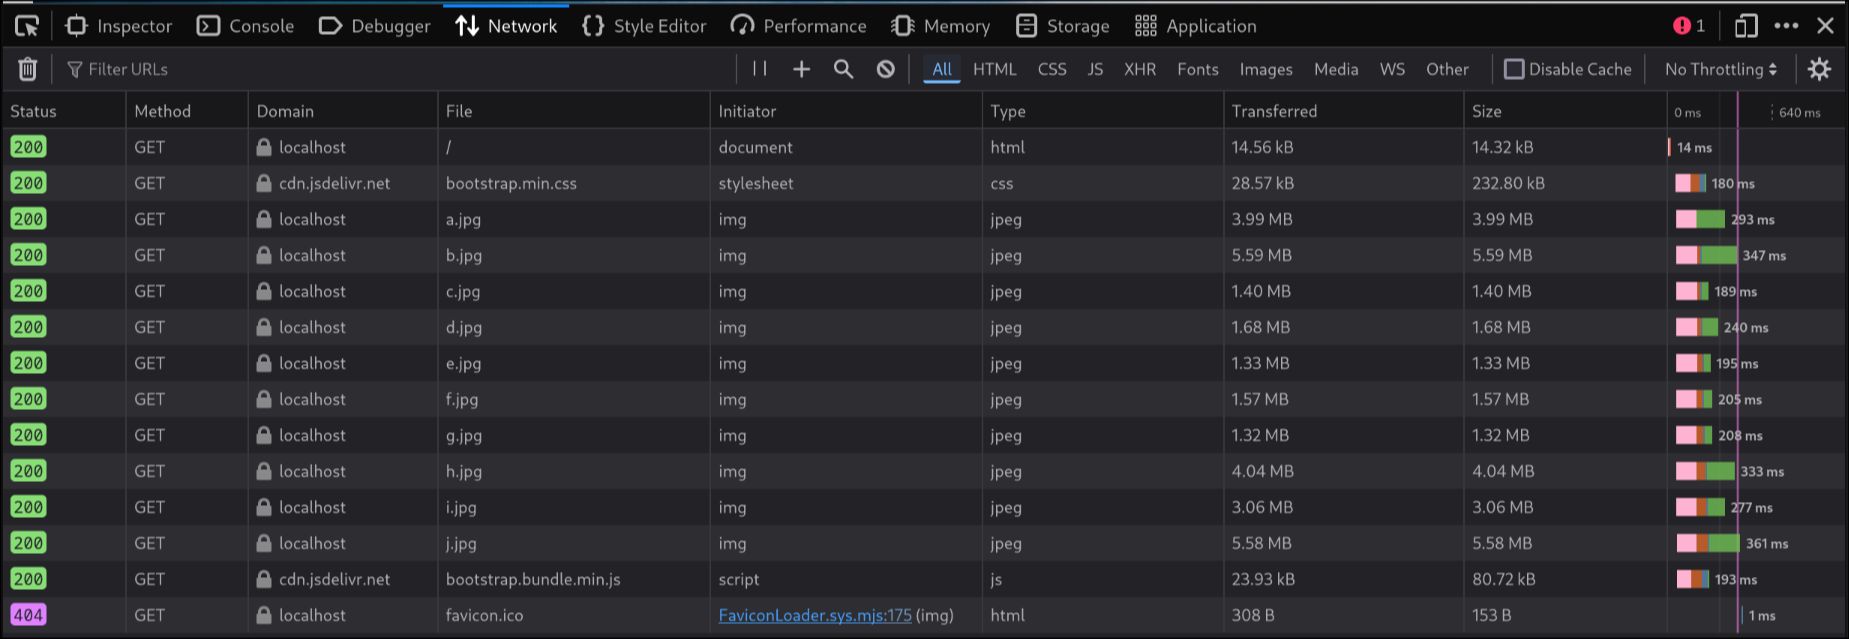 Inspector Console Debugger Network {} Style Editor Performance Memory Storage Application 1
Filter URLs All HTML CSS JS XHR Fonts Images Media WS Other Disable Cache No Throttling
Status Method Domain File Initiator Type Transferred Size 0 ms 640 ms
200 GET localhost / document html 14.56 kB 14.32 kB 14 ms
200 GET cdn.jsdelivr.net bootstrap.min.css stylesheet css 28.57 kB 232.80 kB 180 ms
200 GET localhost a.jpg img jpeg 3.99 MB 3.99 MB 293 ms
200 GET localhost b.jpg img jpeg 5.59 MB 5.59 MB 347 ms
200 GET localhost c.jpg img jpeg 1.40 MB 1.40 MB 189 ms
200 GET localhost d.jpg img jpeg 1.68 MB 1.68 MB 240 ms
200 GET localhost e.jpg img jpeg 1.33 MB 1.33 MB 195 ms
200 GET localhost f.jpg img jpeg 1.57 MB 1.57 MB 205 ms
200 GET localhost g.jpg img jpeg 1.32 MB 1.32 MB 208 ms
200 GET localhost h.jpg img jpeg 4.04 MB 4.04 MB 333 ms
200 GET localhost i.jpg img jpeg 3.06 MB 3.06 MB 277 ms
200 GET localhost j.jpg img jpeg 5.58 MB 5.58 MB 361 ms
200 GET cdn.jsdelivr.net bootstrap.bundle.min.js script js 23.93 kB 80.72 kB 193 ms
404 GET localhost favicon.ico FaviconLoader.sys.mjs:175 (img) html 308 B 153 B 1 ms